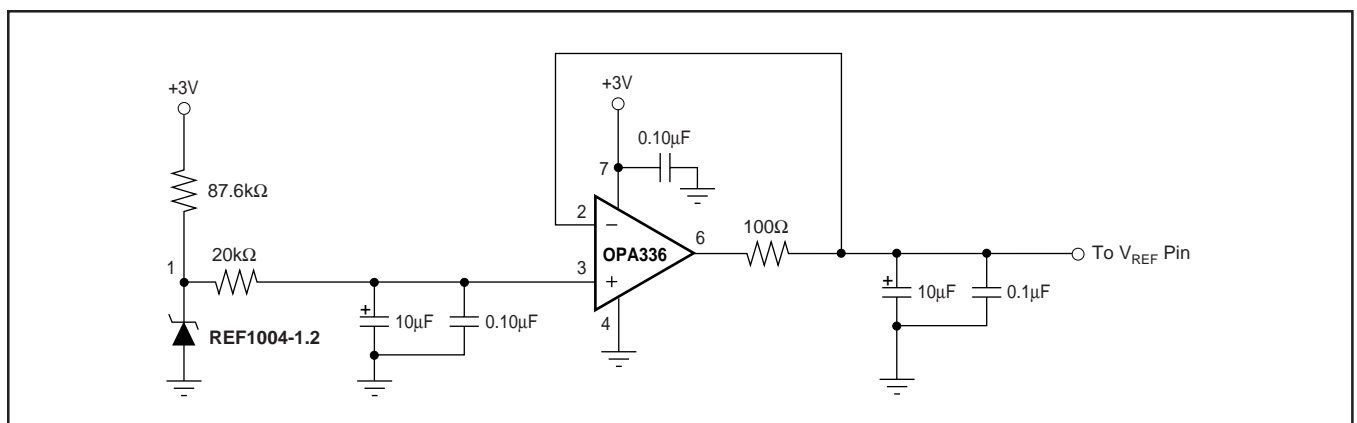 +3V
+3V
0.10µF
7
87.6kΩ
2
−
100Ω
20kΩ
6
1
OPA336
To VREF Pin
3
+
+
10µF
0.10µF
+
10µF
0.1µF
4
REF1004-1.2